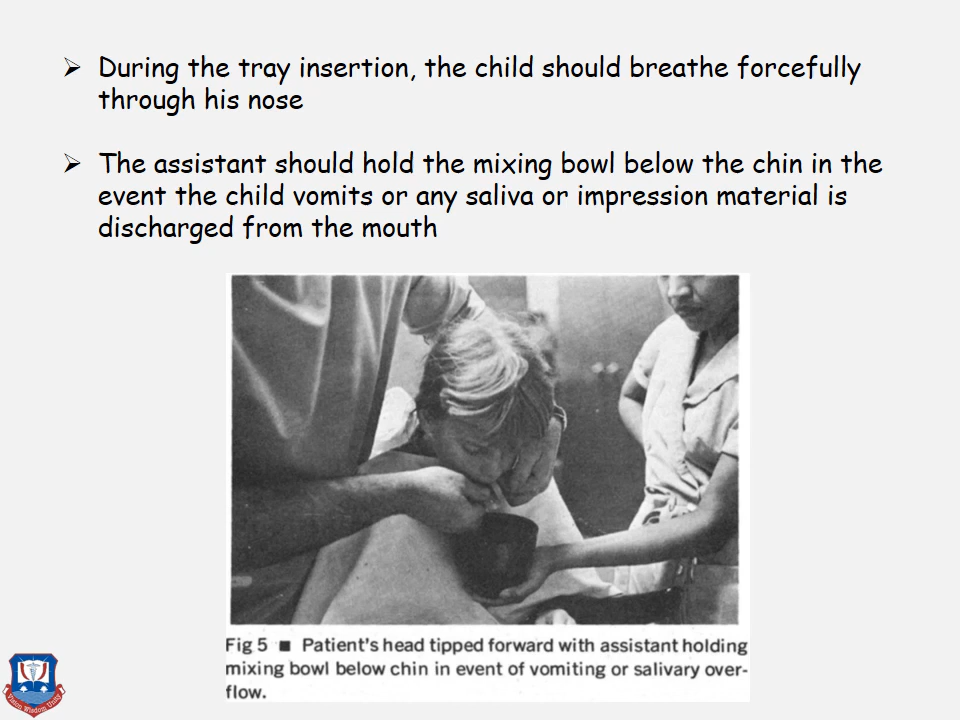 ➢ During the tray insertion, the child should breathe forcefully
through his nose
➢ The assistant should hold the mixing bowl below the chin in the
event the child vomits or any saliva or impression material is
discharged from the mouth
Fig 5 ■ Patient's head tipped forward with assistant holding
mixing bowl below chin in event of vomiting or salivary over-
flow.
Vision Wisdom Unity